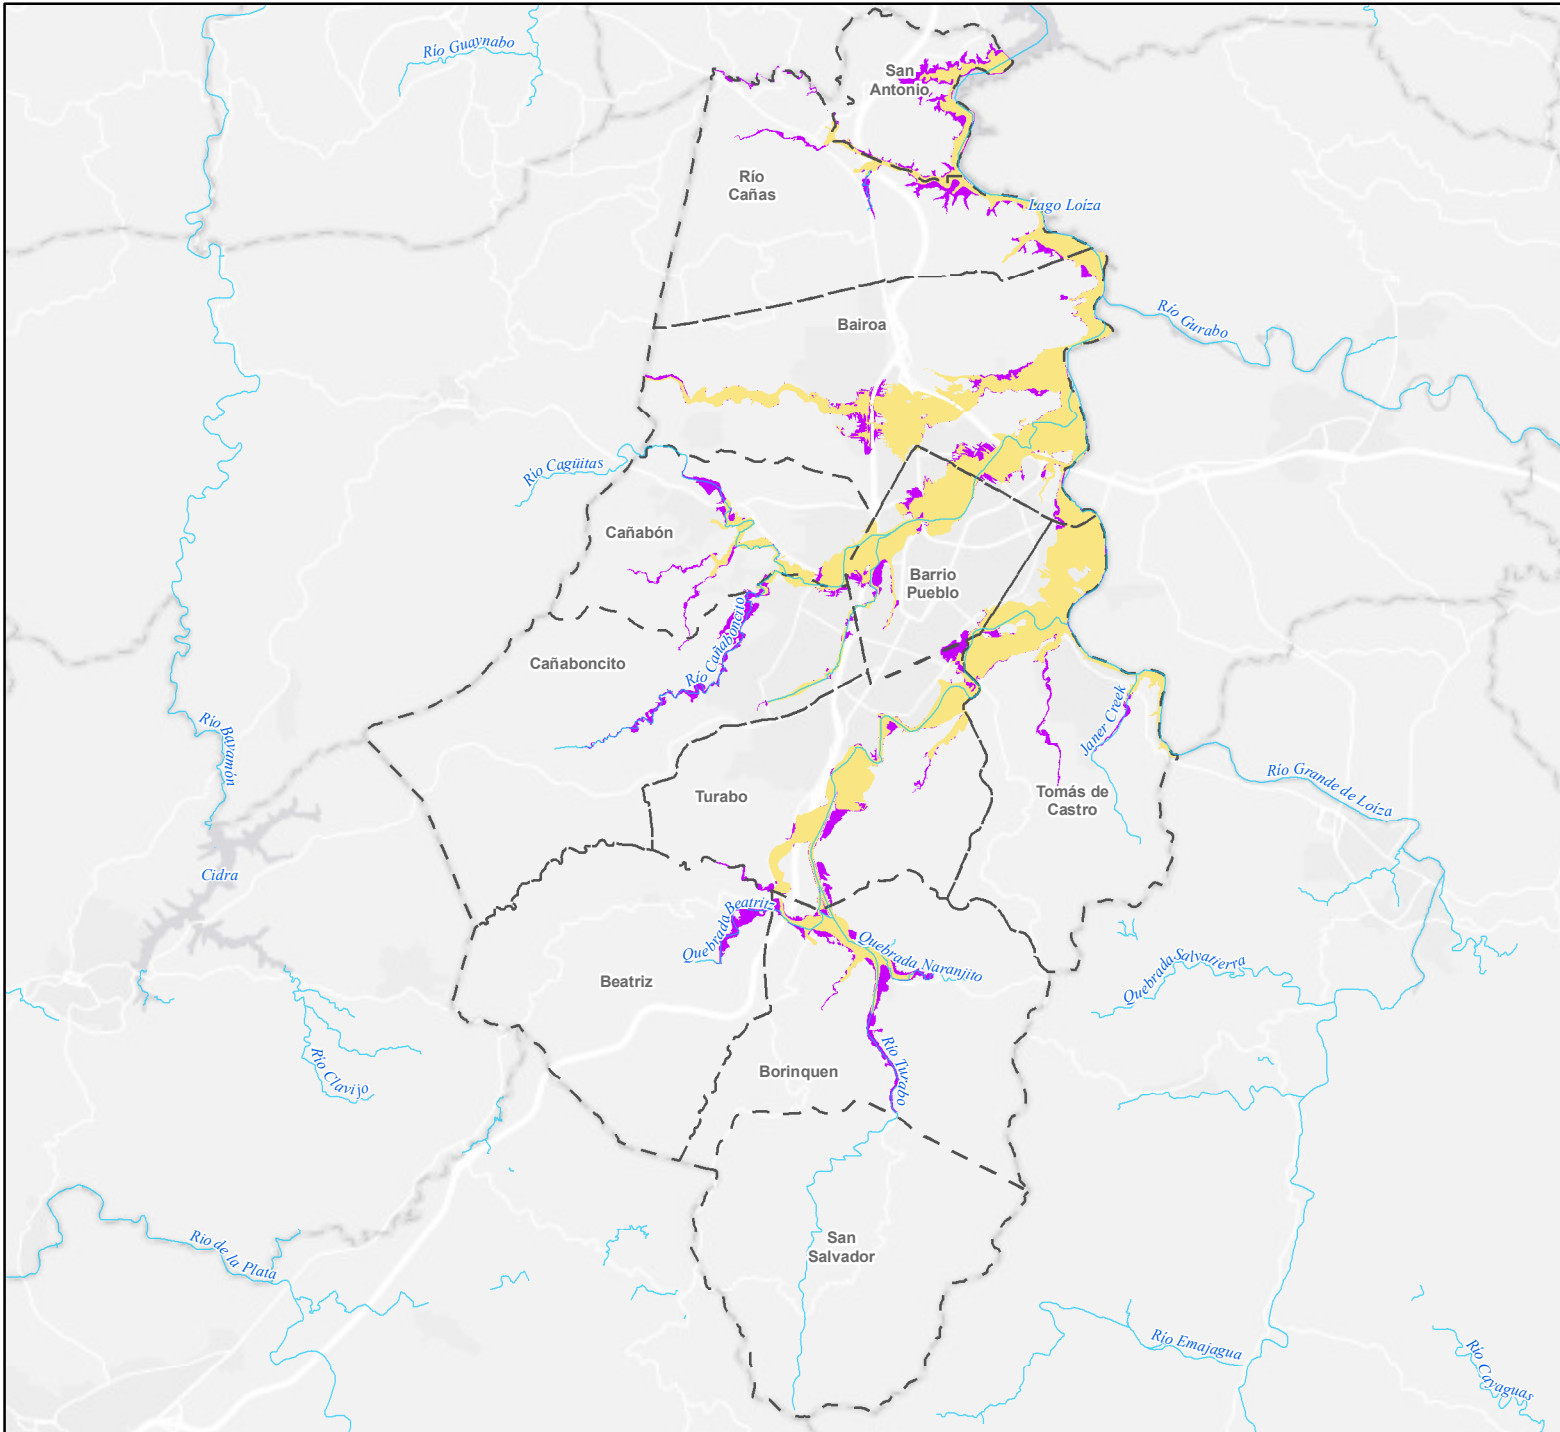 Río Guaynabo
San
Antonio
Río
Cañas
Lago Loíza
Río Gurabo
Bairoa
Río Cagüitas
Cañabón
Barrio
Pueblo
Río Cañaboncito
Cañaboncito
Janer Creek
Río Bayamón
Río Grande de Loíza
Turabo
Tomás de
Castro
Cidra
Quebrada Beatritz
Quebrada Naranjito
Quebrada Salvatierra
Beatriz
Río Clavijo
Río Turabo
Borinquen
Rio de la Plata
San
Salvador
Río Emajagua
Río Cayaguas